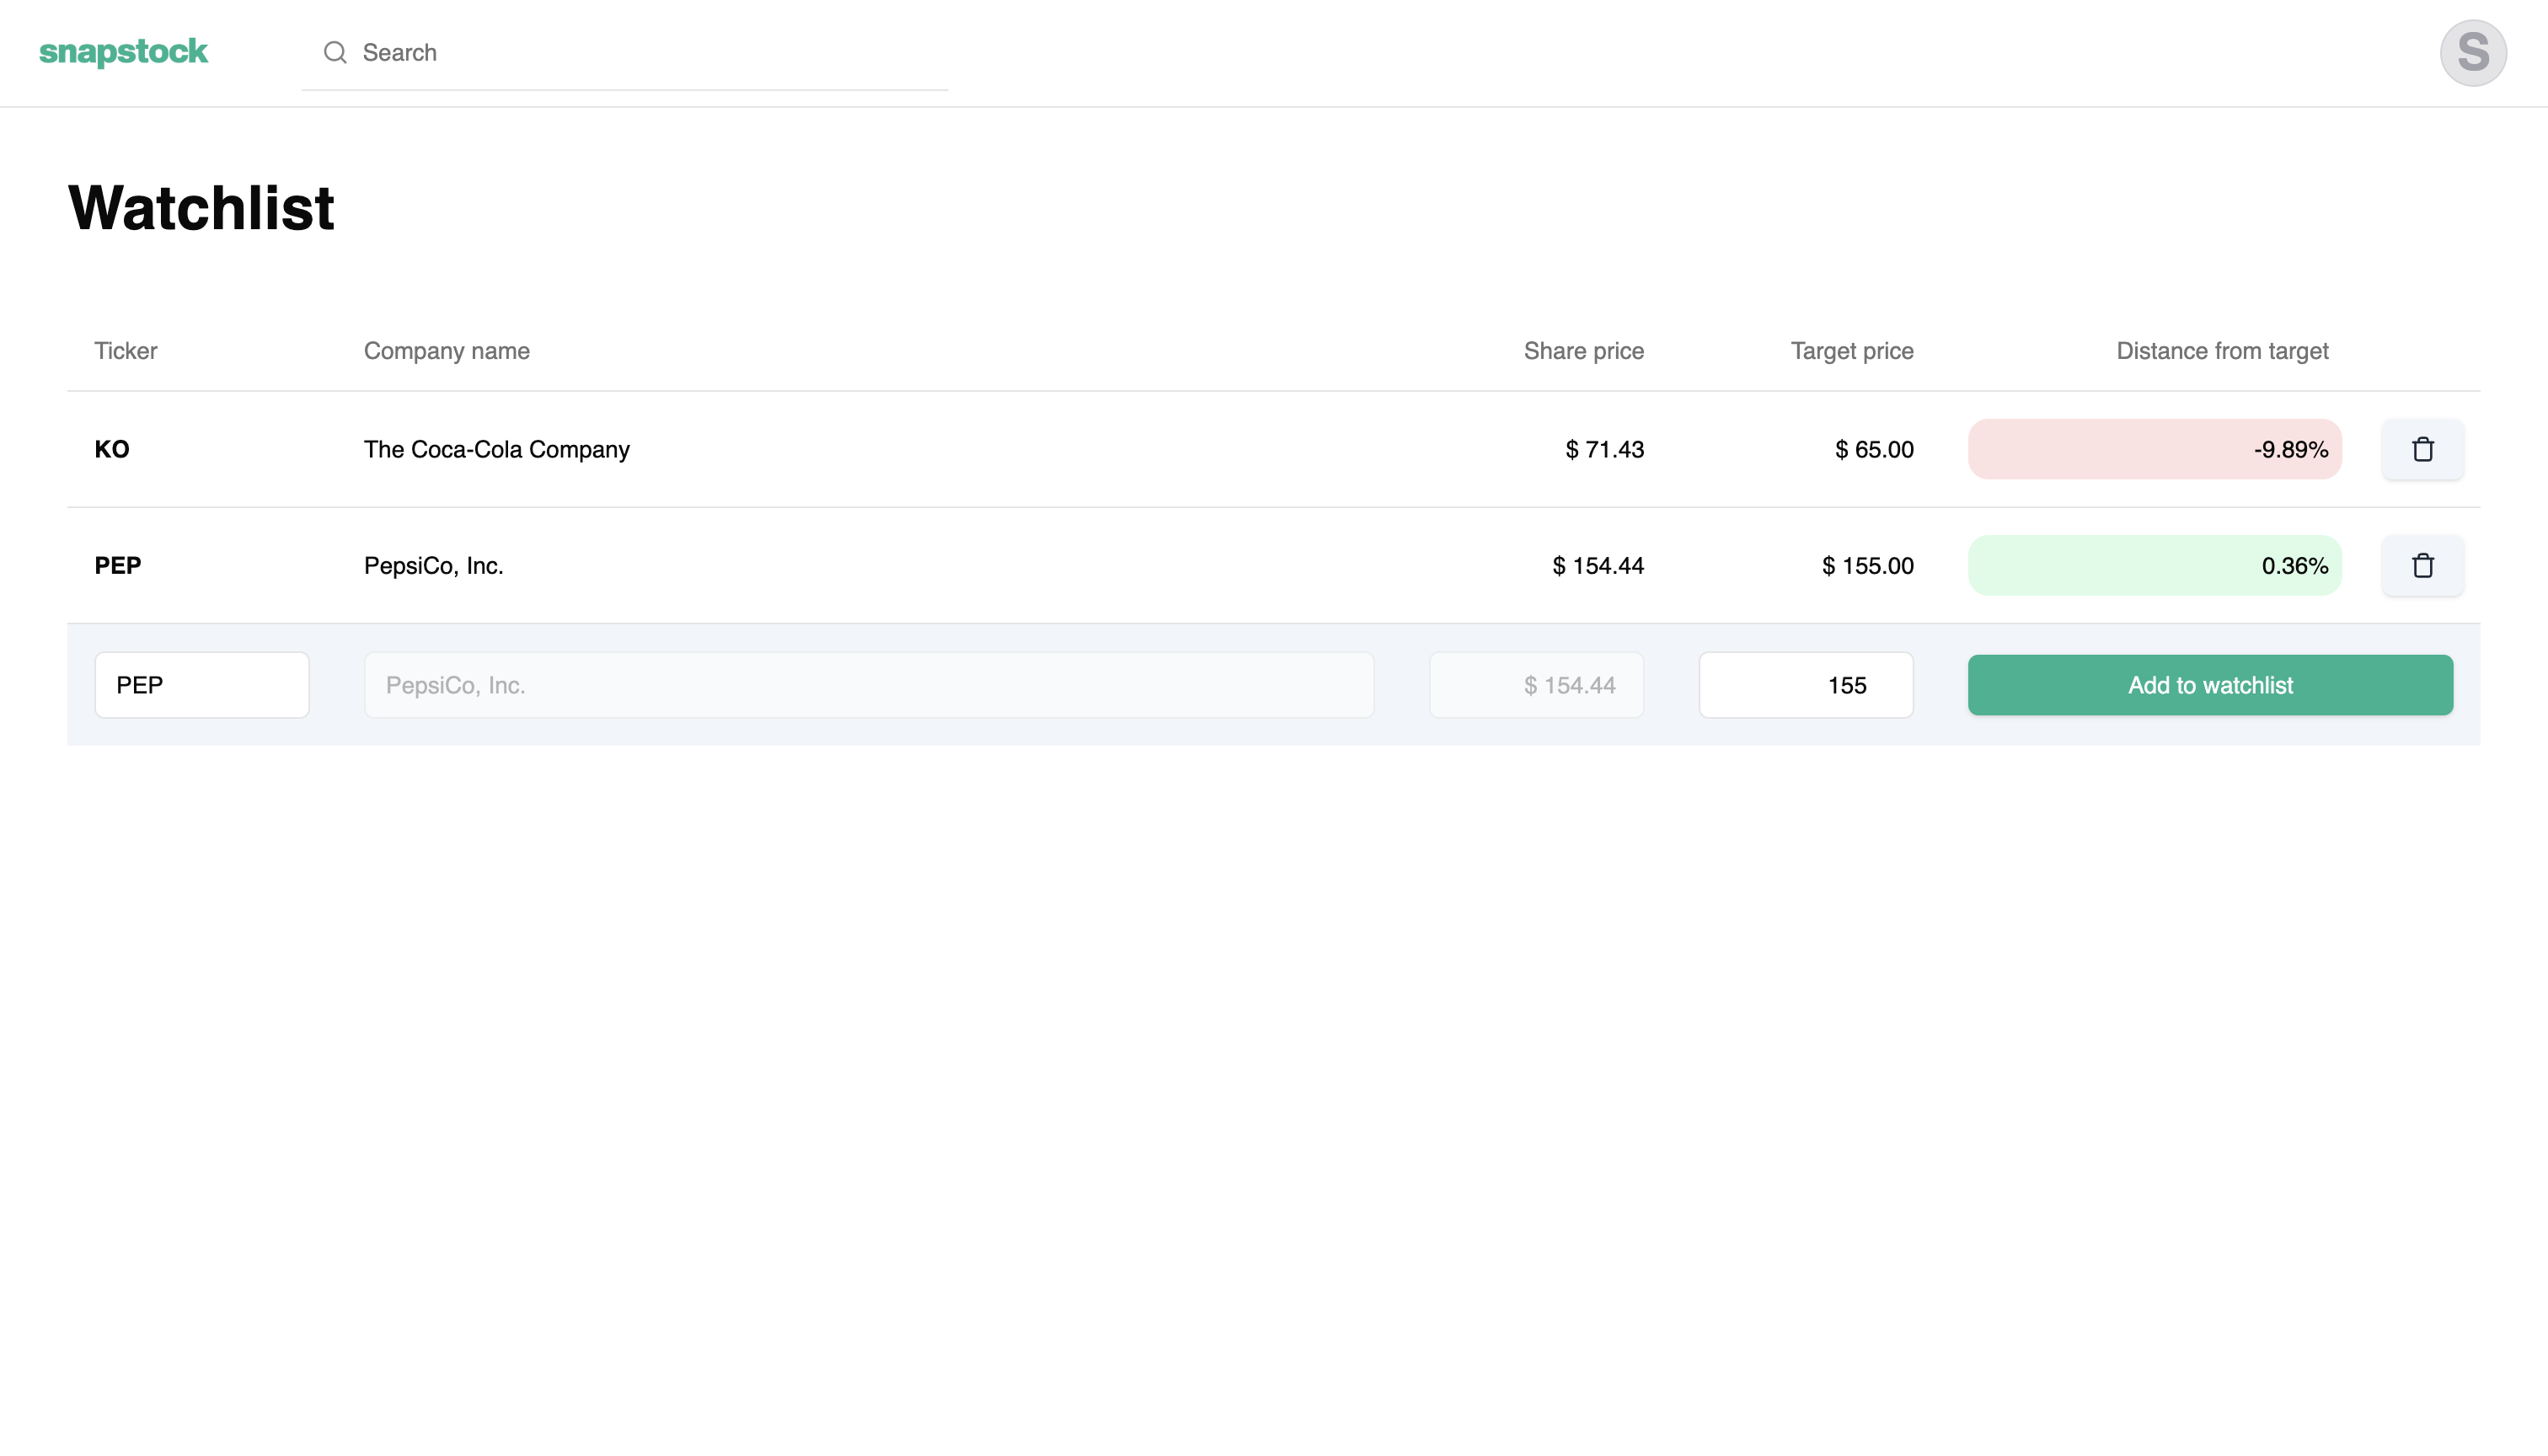 snapstock
Search
S
Watchlist
Ticker Company name Share price Target price Distance from target
KO The Coca-Cola Company $ 71.43 $ 65.00 -9.89%
PEP PepsiCo, Inc. $ 154.44 $ 155.00 0.36%
PEP PepsiCo, Inc. $ 154.44 155 Add to watchlist